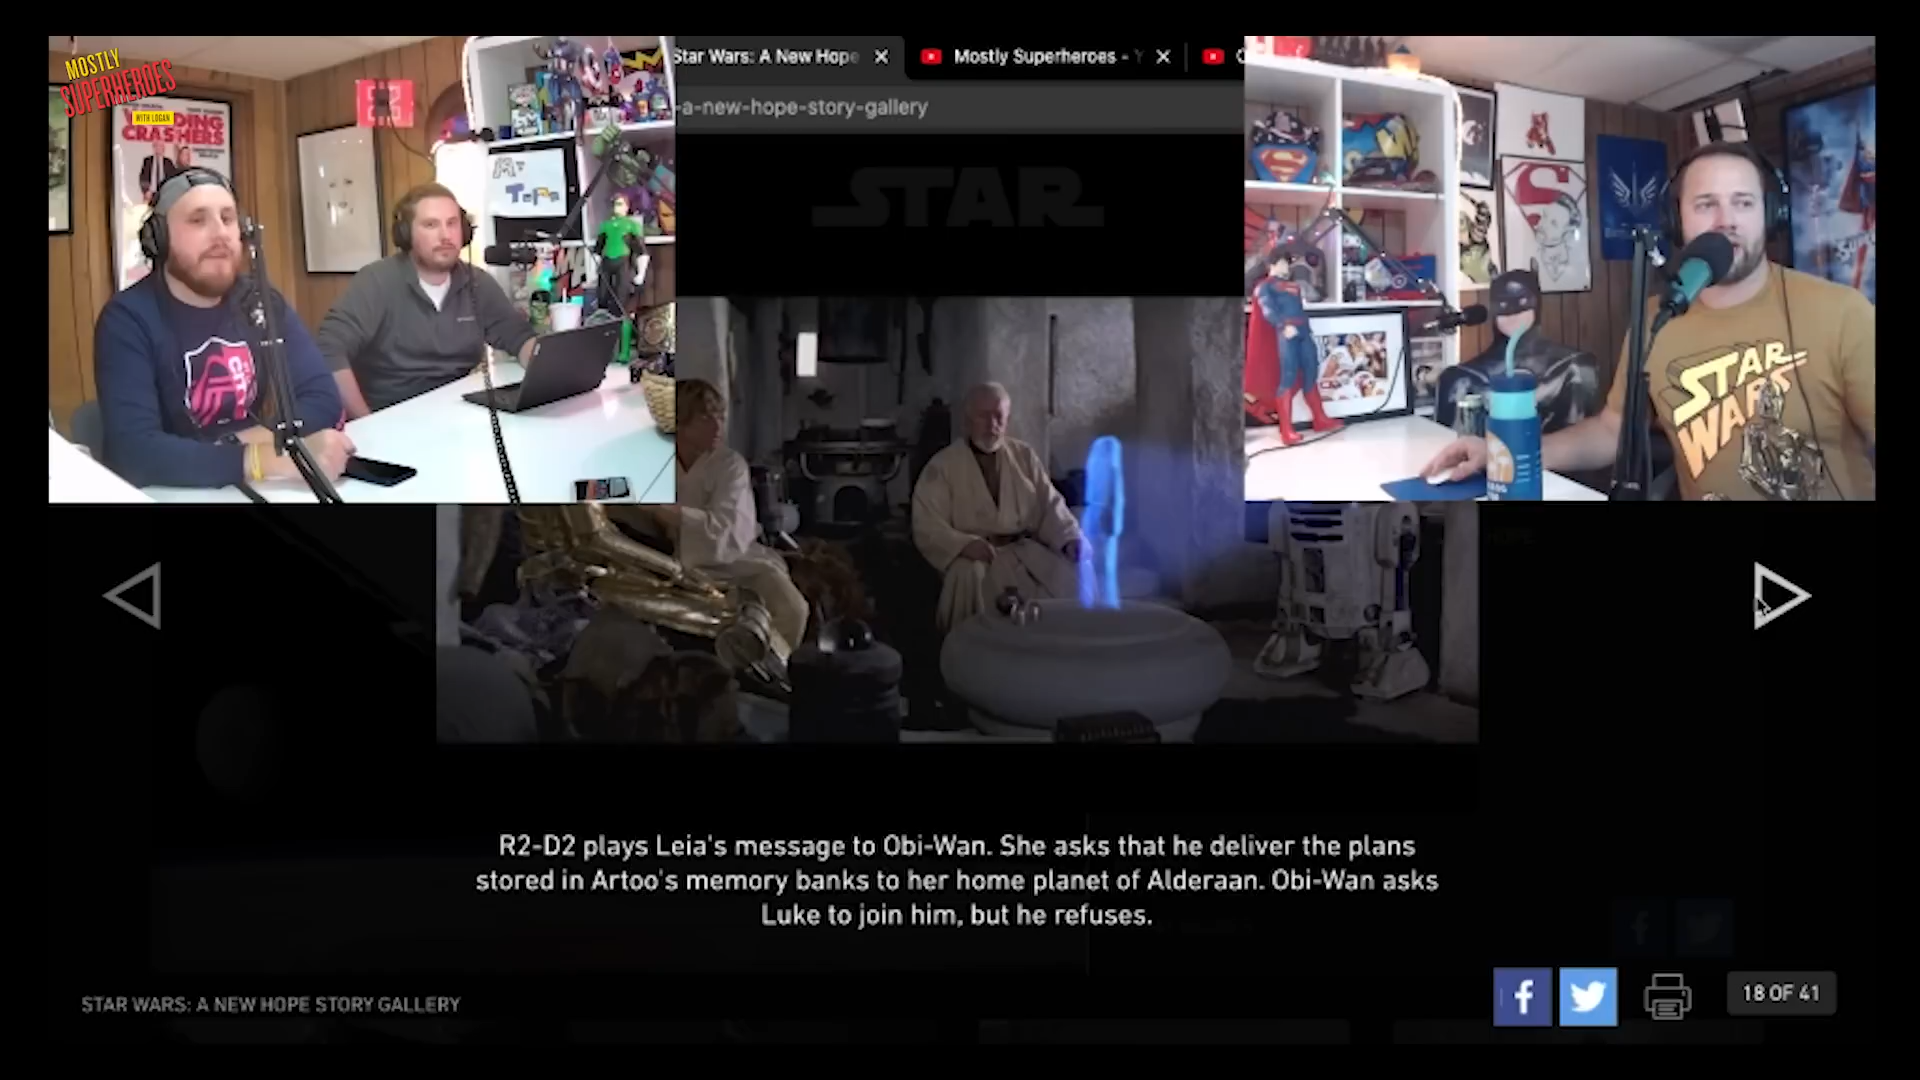 MOSTLY
SUPERHEROES
WITH LOGAN
DING
CRASHERS
CITY
Star Wars: A New Hope
Mostly Superheroes -
-a-new-hope-story-gallery
STAR
STAR
WARS
R2-D2 plays Leia's message to Obi-Wan. She asks that he deliver the plans
stored in Artoo's memory banks to her home planet of Alderaan. Obi-Wan asks
Luke to join him, but he refuses.
STAR WARS: A NEW HOPE STORY GALLERY
18 OF 41